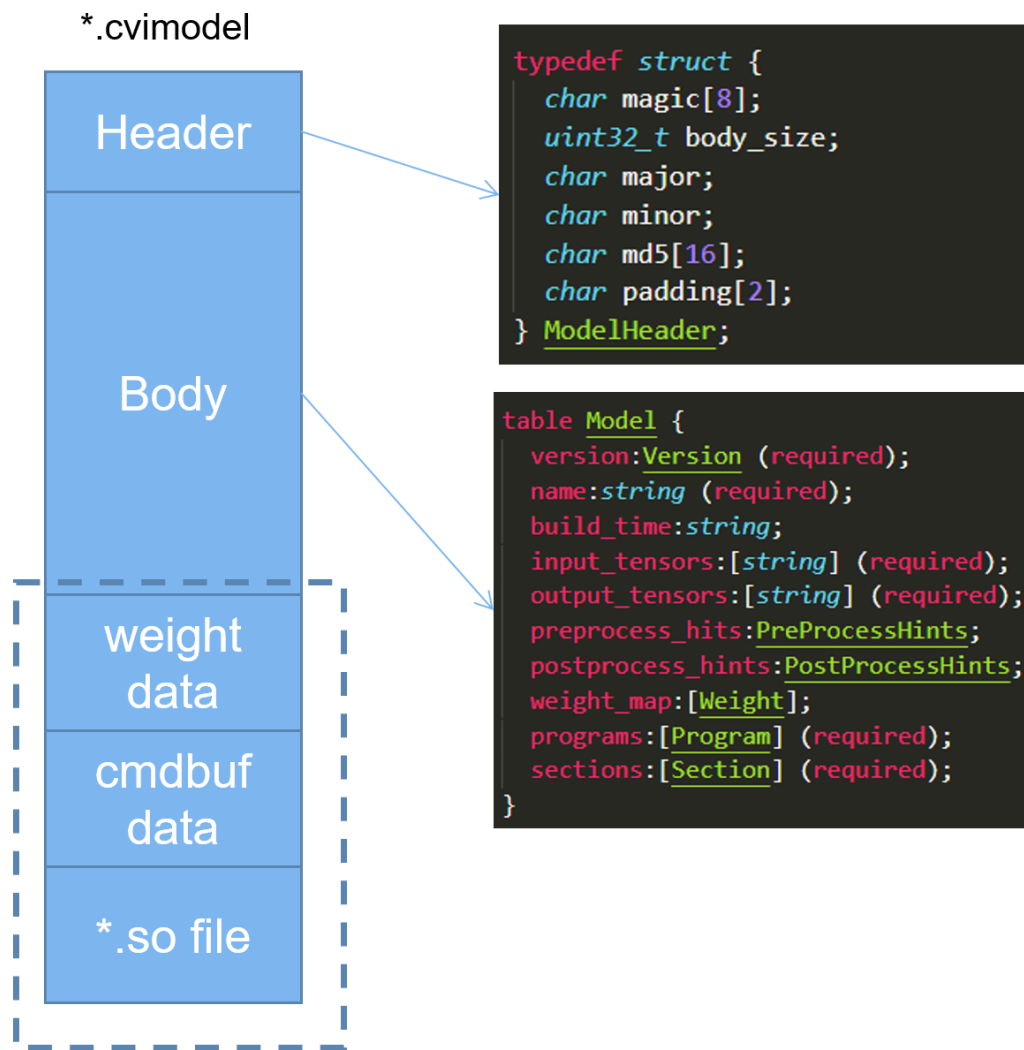 *.cvimodel
Header
Body
weight
data
cmdbuf
data
*.so file
typedef struct {
char magic[8];
uint32_t body_size;
char major;
char minor;
char md5[16];
char padding[2];
} ModelHeader;
table Model {
version:Version (required);
name:string (required);
build_time:string;
input_tensors:[string] (required);
output_tensors:[string] (required);
preprocess_hits:PreProcessHints;
postprocess_hints:PostProcessHints;
weight_map:[Weight];
programs:[Program] (required);
sections:[Section] (required);
}